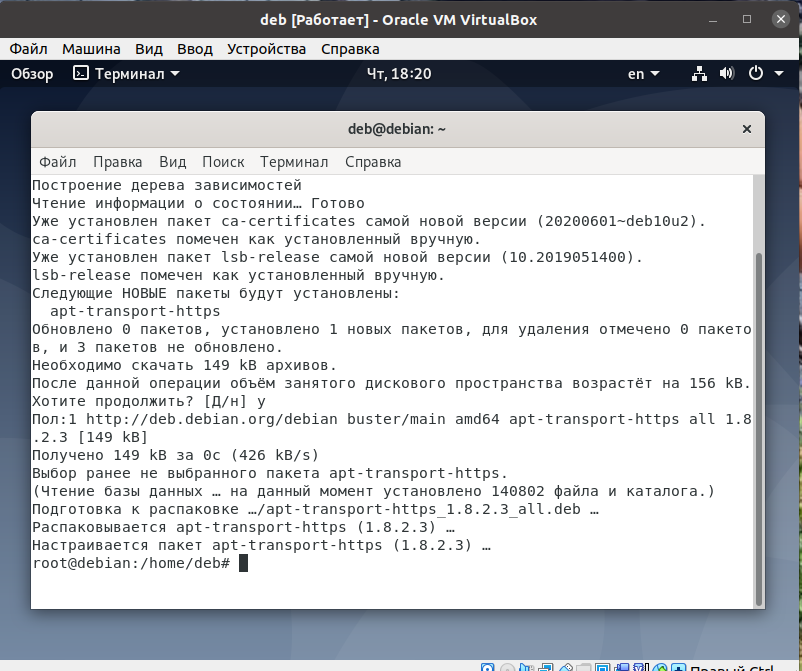 deb [Работает] - Oracle VM VirtualBox
Файл Машина Вид Ввод Устройства Справка
Обзор Терминал Чт, 18:20 en
deb@debian: ~
Файл Правка Вид Поиск Терминал Справка
Построение дерева зависимостей
Чтение информации о состоянии… Готово
Уже установлен пакет ca-certificates самой новой версии (20200601~deb10u2).
ca-certificates помечен как установленный вручную.
Уже установлен пакет lsb-release самой новой версии (10.2019051400).
lsb-release помечен как установленный вручную.
Следующие НОВЫЕ пакеты будут установлены:
  apt-transport-https
Обновлено 0 пакетов, установлено 1 новых пакетов, для удаления отмечено 0 пакето
в, и 3 пакетов не обновлено.
Необходимо скачать 149 kB архивов.
После данной операции объём занятого дискового пространства возрастёт на 156 kB.
Хотите продолжить? [Д/н] y
Пол:1 http://deb.debian.org/debian buster/main amd64 apt-transport-https all 1.8
.2.3 [149 kB]
Получено 149 kB за 0с (426 kB/s)
Выбор ранее не выбранного пакета apt-transport-https.
(Чтение базы данных … на данный момент установлено 140802 файла и каталога.)
Подготовка к распаковке …/apt-transport-https_1.8.2.3_all.deb …
Распаковывается apt-transport-https (1.8.2.3) …
Настраивается пакет apt-transport-https (1.8.2.3) …
root@debian:/home/deb#
Правый Ctrl